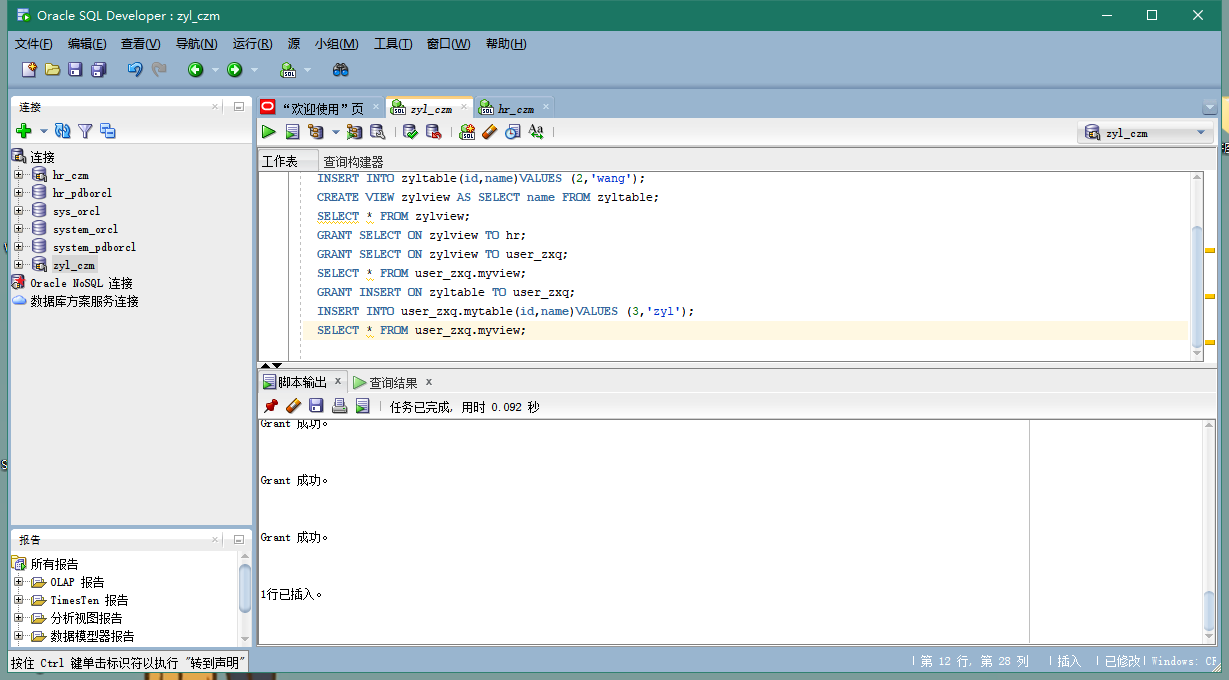 Oracle SQL Developer : zyl_czm
文件(F) 编辑(E) 查看(V) 导航(N) 运行(R) 源 小组(M) 工具(T) 窗口(W) 帮助(H)
连接
连接
hr_czm
hr_pdborcl
sys_orcl
system_orcl
system_pdborcl
zyl_czm
Oracle NoSQL 连接
数据库方案服务连接
报告
所有报告
OLAP 报告
TimesTen 报告
分析视图报告
数据模型器报告
“欢迎使用”页 zyl_czm hr_czm
zyl_czm
工作表 查询构建器
INSERT INTO zyltable(id,name)VALUES (2,'wang');
CREATE VIEW zylview AS SELECT name FROM zyltable;
SELECT * FROM zylview;
GRANT SELECT ON zylview TO hr;
GRANT SELECT ON zylview TO user_zxq;
SELECT * FROM user_zxq.myview;
GRANT INSERT ON zyltable TO user_zxq;
INSERT INTO user_zxq.mytable(id,name)VALUES (3,'zyl');
SELECT * FROM user_zxq.myview;
脚本输出 x 查询结果 x
任务已完成, 用时 0.092 秒
Grant 成功。
Grant 成功。
Grant 成功。
1行已插入。
按住 Ctrl 键单击标识符以执行 "转到声明"
第 12 行, 第 28 列 | 插入 | 已修改 | Windows: CR